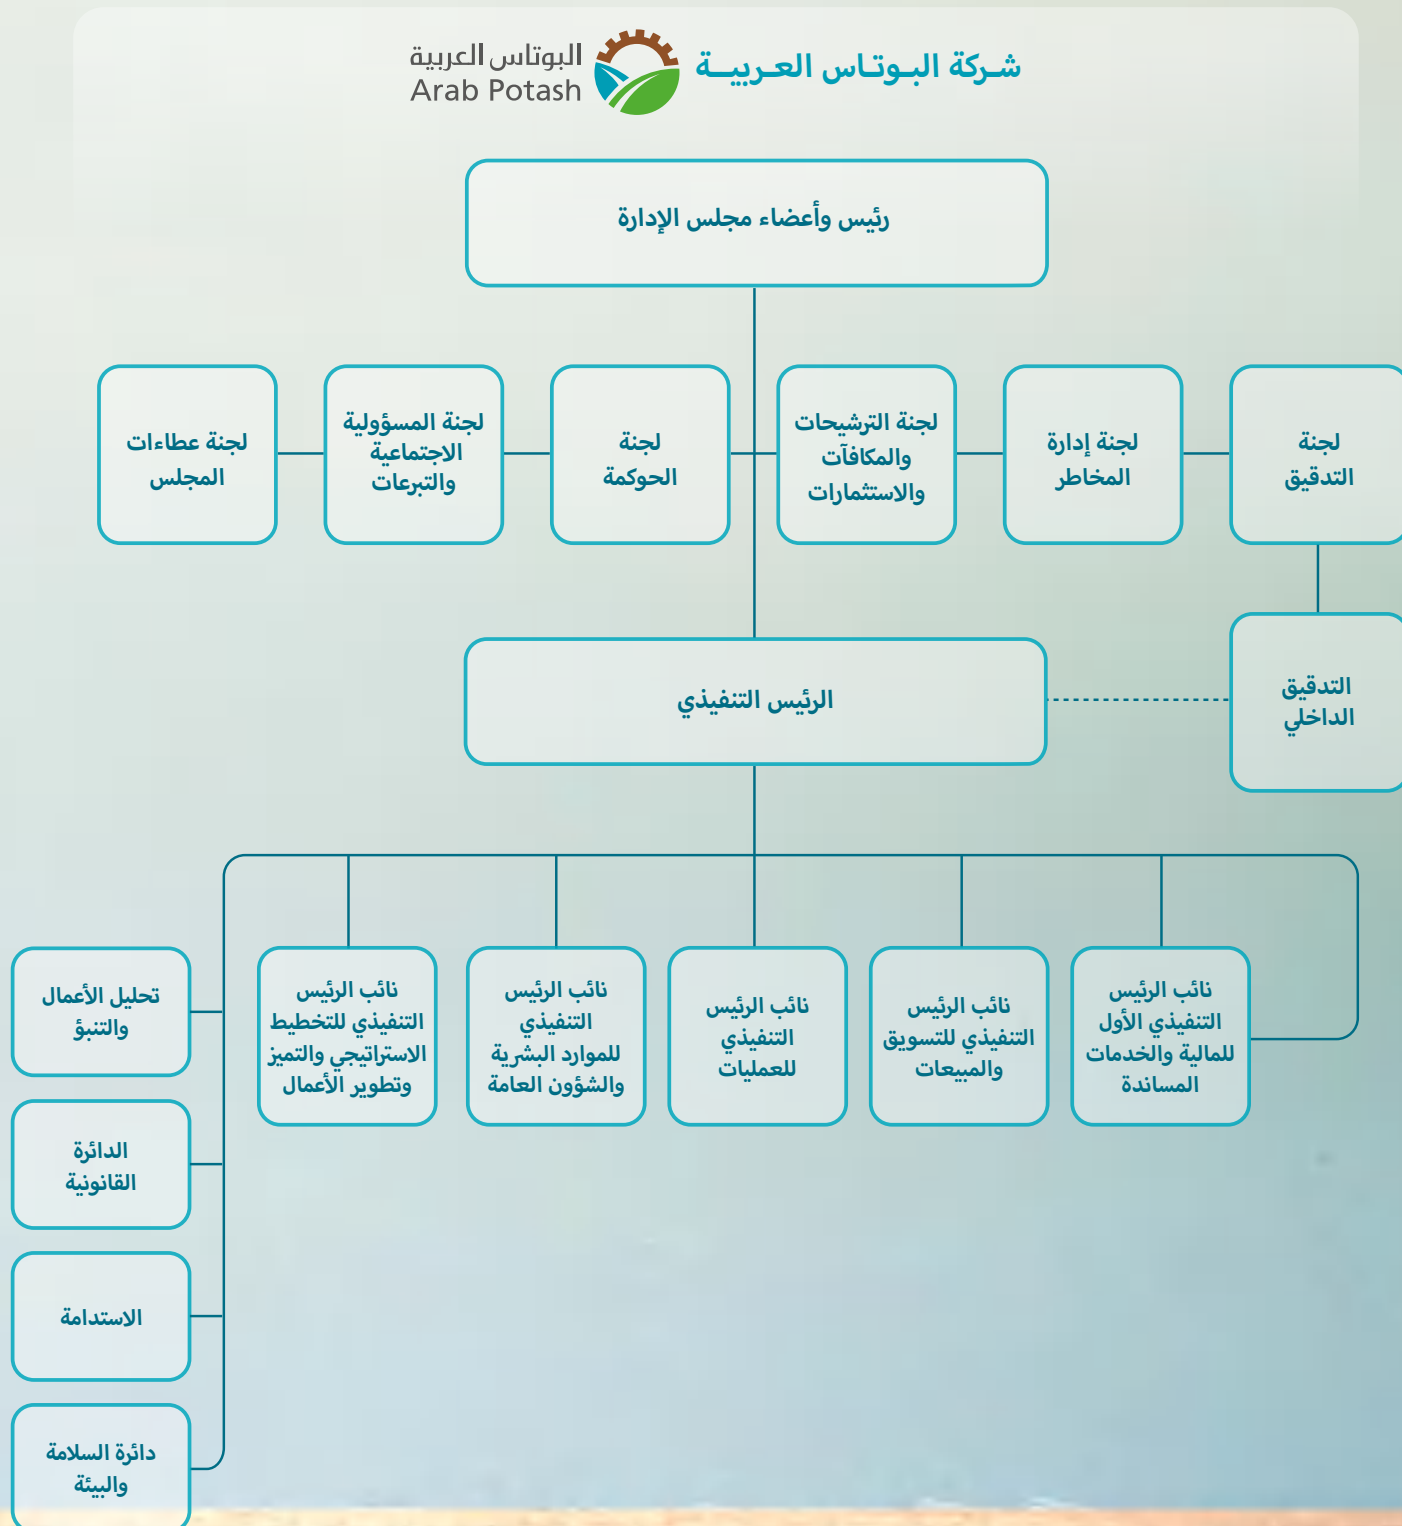 شركة البوتاس العربية
البوتاس العربية
Arab Potash
رئيس وأعضاء مجلس الإدارة
لجنة
التدقيق
لجنة إدارة
المخاطر
لجنة الترشيحات
والمكافآت
والاستثمارات
لجنة
الحوكمة
لجنة المسؤولية
الاجتماعية
والتبرعات
لجنة عطاءات
المجلس
التدقيق
الداخلي
الرئيس التنفيذي
نائب الرئيس
التنفيذي الأول
للمالية والخدمات
المساندة
نائب الرئيس
التنفيذي للتسويق
والمبيعات
نائب الرئيس
التنفيذي
للعمليات
نائب الرئيس
التنفيذي
للموارد البشرية
والشؤون العامة
نائب الرئيس
التنفيذي للتخطيط
الاستراتيجي والتميز
وتطوير الأعمال
تحليل الأعمال
والتنبؤ
الدائرة
القانونية
الاستدامة
دائرة السلامة
والبيئة